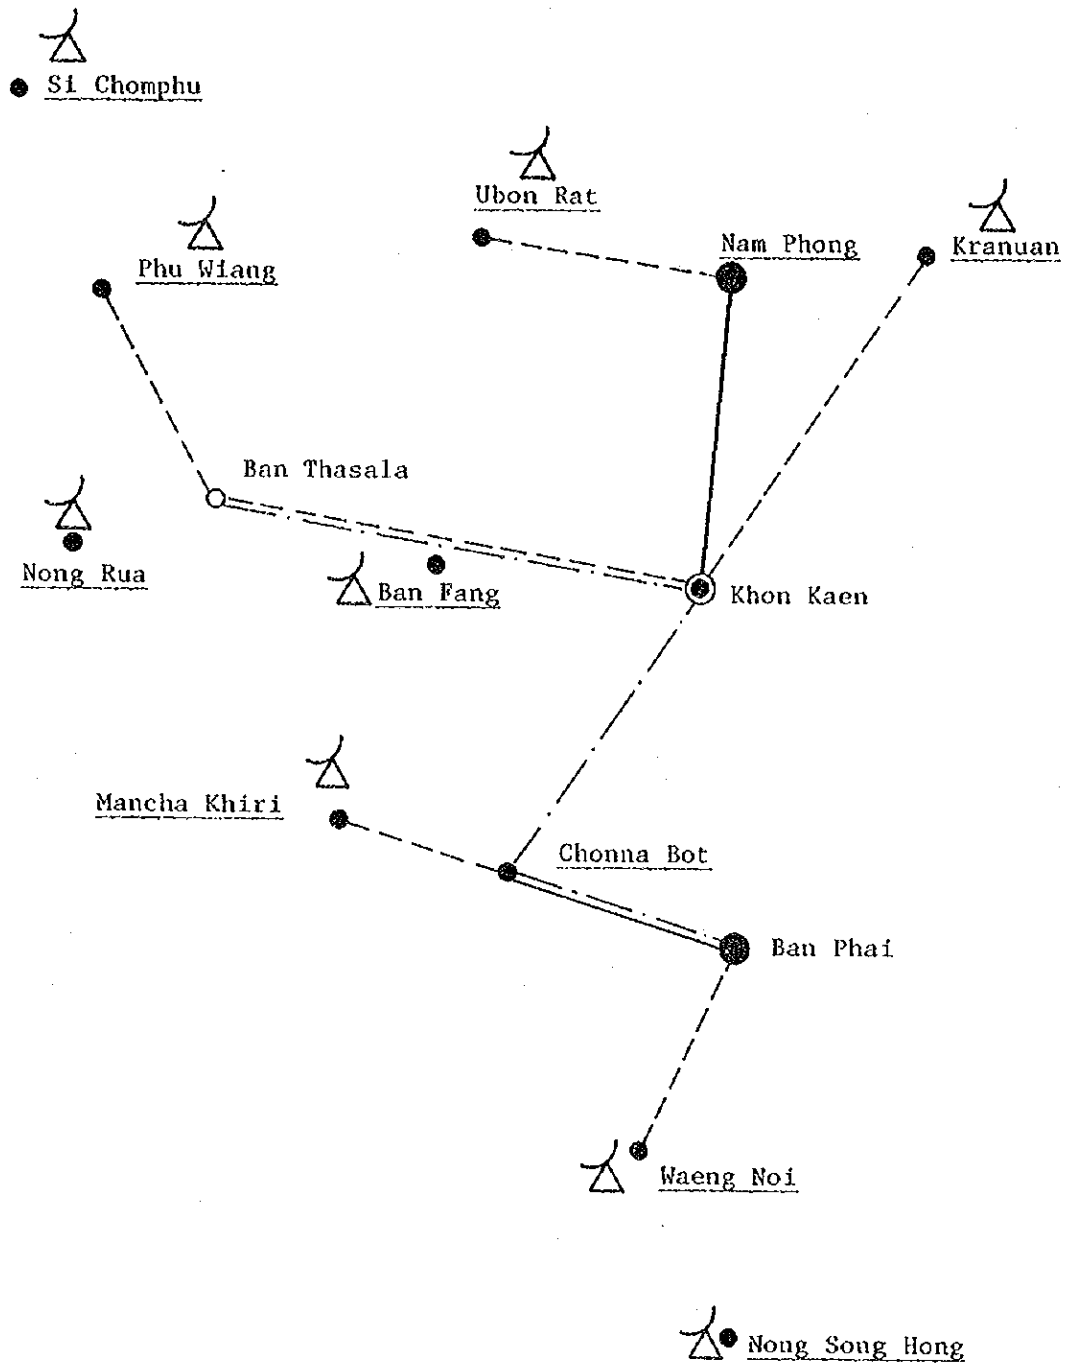 Si Chomphu
Ubon Rat
Nam Phong
Kranuan
Phu Wiang
Ban Thasala
Nong Rua
Ban Fang
Khon Kaen
Mancha Khiri
Chonna Bot
Ban Phai
Waeng Noi
Nong Song Hong